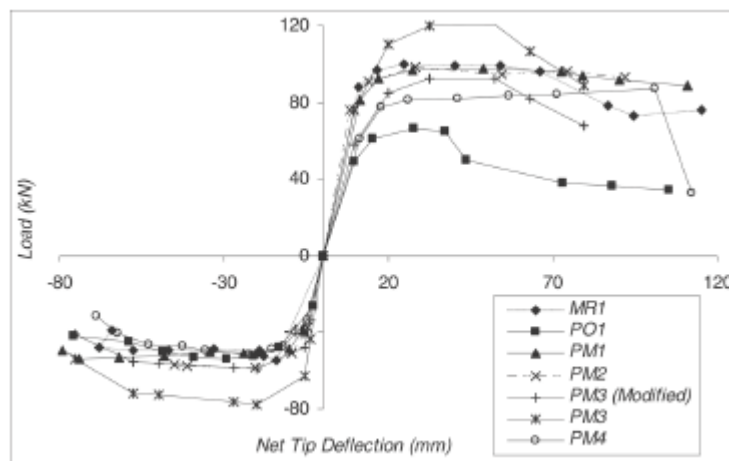 120
80
40
0
-80
-79
-30
20
70
120
Load (kN)
Net Tip Deflection (mm)
MR1
PO1
PM1
PM2
PM3 (Modified)
PM3
PM4